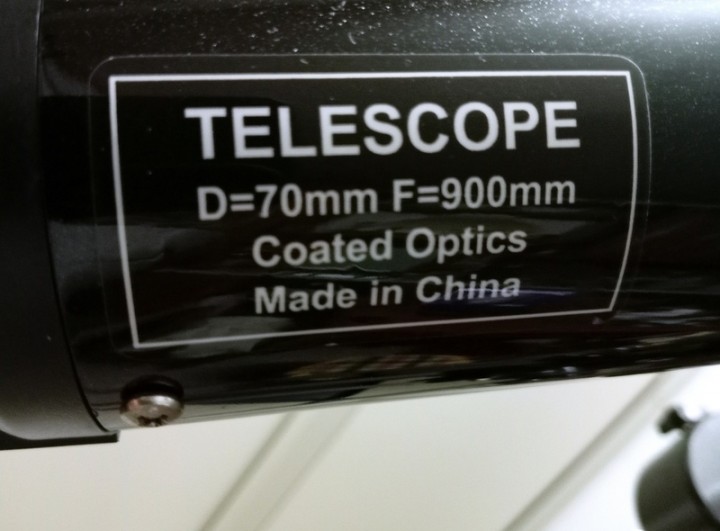 TELESCOPE
D=70mm F=900mm
Coated Optics
Made in China